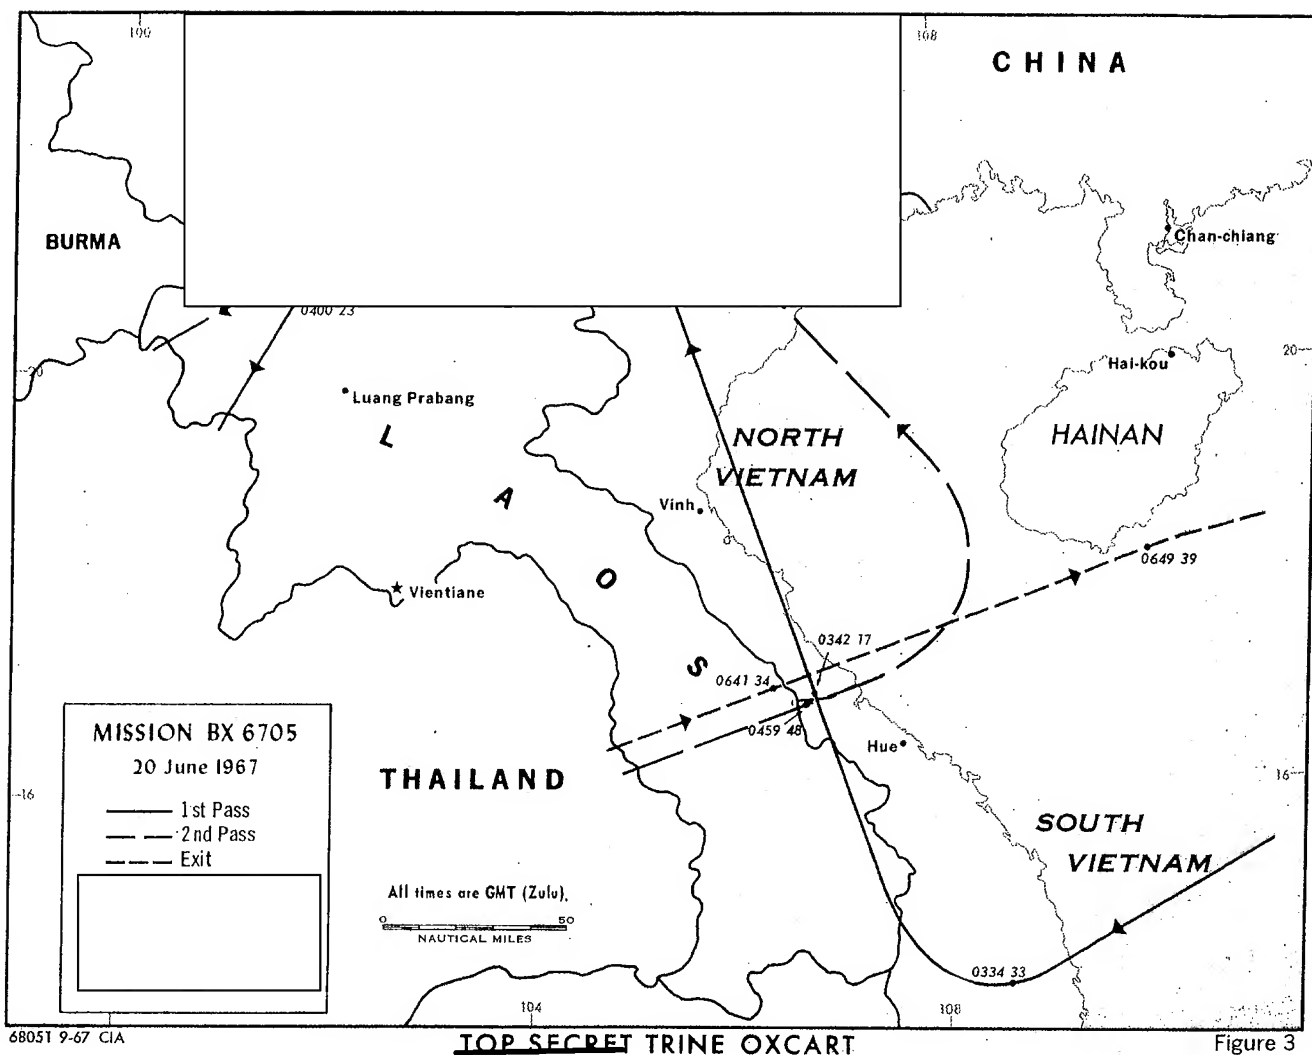 100
108
CHINA
BURMA
Chan-chiang
0400 23
20
20
Hai-kou
Luang Prabang
L
A
O
S
NORTH
VIETNAM
HAINAN
Vinh
0649 39
Vientiane
0342 17
0641 34
0459 48
Hue
MISSION BX 6705
20 June 1967
1st Pass
2nd Pass
Exit
THAILAND
16
16
SOUTH
VIETNAM
All times are GMT (Zulu).
0 50
NAUTICAL MILES
0334 33
104
108
68051 9-67 CIA
TOP SECRET TRINE OXCART
Figure 3